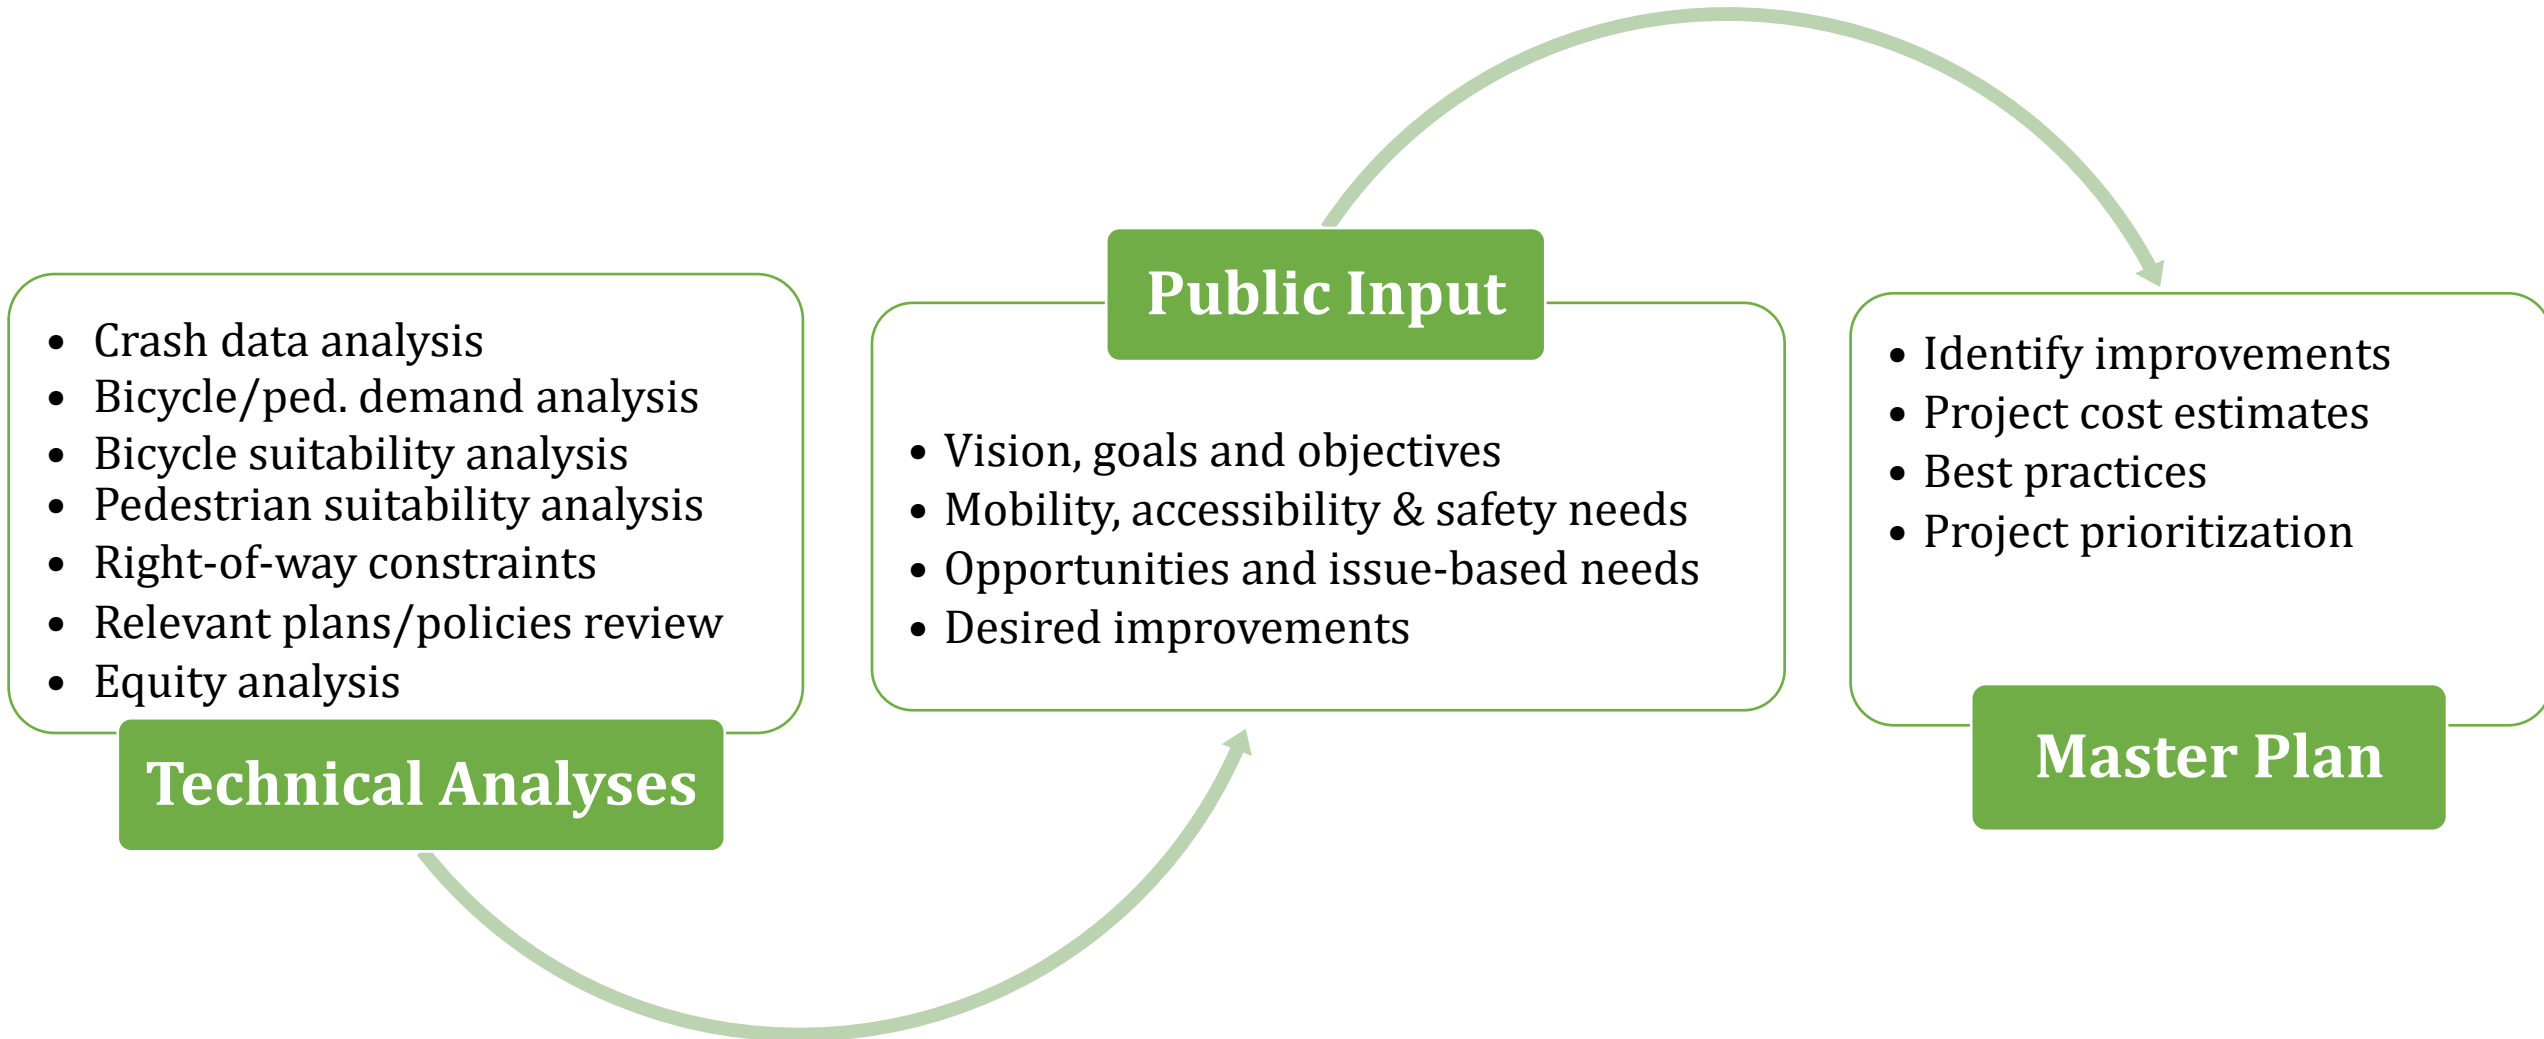 • Crash data analysis
• Bicycle/ped. demand analysis
• Bicycle suitability analysis
• Pedestrian suitability analysis
• Right-of-way constraints
• Relevant plans/policies review
• Equity analysis
Technical Analyses
Public Input
• Vision, goals and objectives
• Mobility, accessibility & safety needs
• Opportunities and issue-based needs
• Desired improvements
• Identify improvements
• Project cost estimates
• Best practices
• Project prioritization
Master Plan